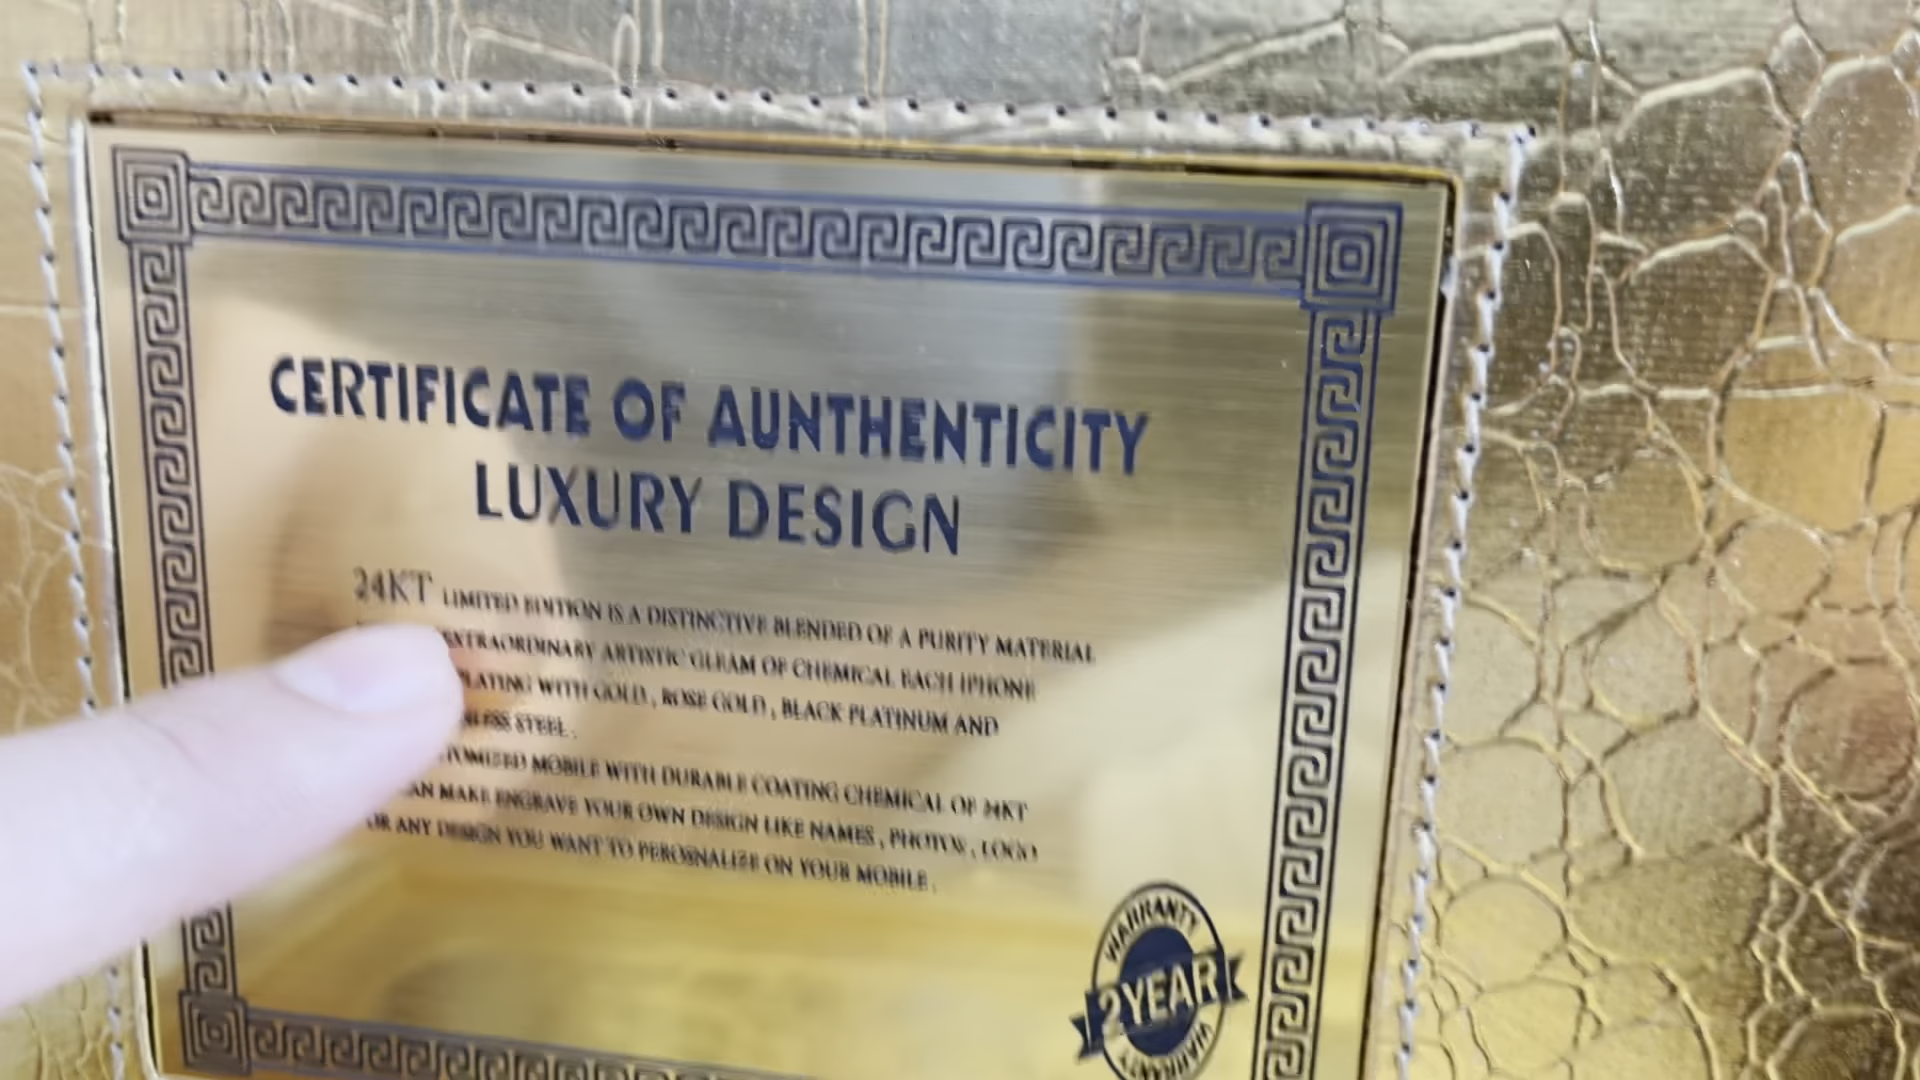 CERTIFICATE OF AUNTHENTICITY
LUXURY DESIGN
24KT LIMITED EDITION IS A DISTINCTIVE BLENDED OF A PURITY MATERIAL
EXTRAORDINARY ARTISTIC GLEAM OF CHEMICAL EACH IPHONE
PLATING WITH GOLD , ROSE GOLD , BLACK PLATINUM AND
STEEL .
MOBILE WITH DURABLE COATING CHEMICAL OF 24KT
MAKE ENGRAVE YOUR OWN DESIGN LIKE NAMES , PHOTOS , LOGO
OR ANY DESIGN YOU WANT TO PEROSNALIZE ON YOUR MOBILE .
WARRANTY
2 YEAR
WARRANTY